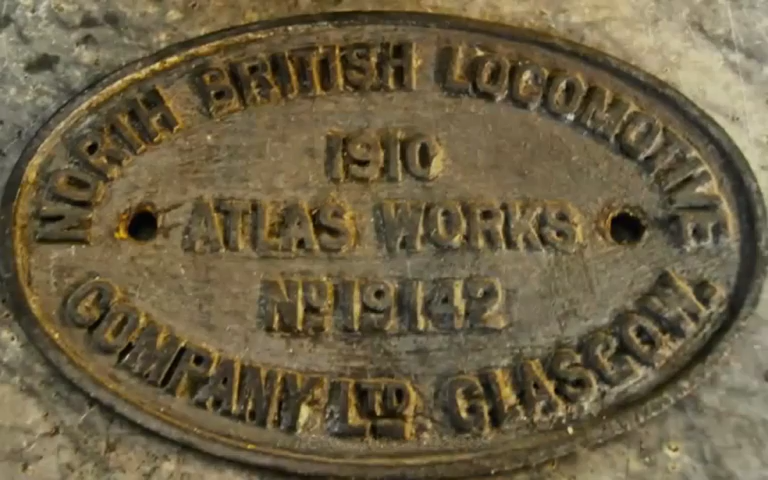 NORTH BRITISH LOCOMOTIVE
1910
ATLAS WORKS
No 19142
COMPANY LTD GLASGOW.